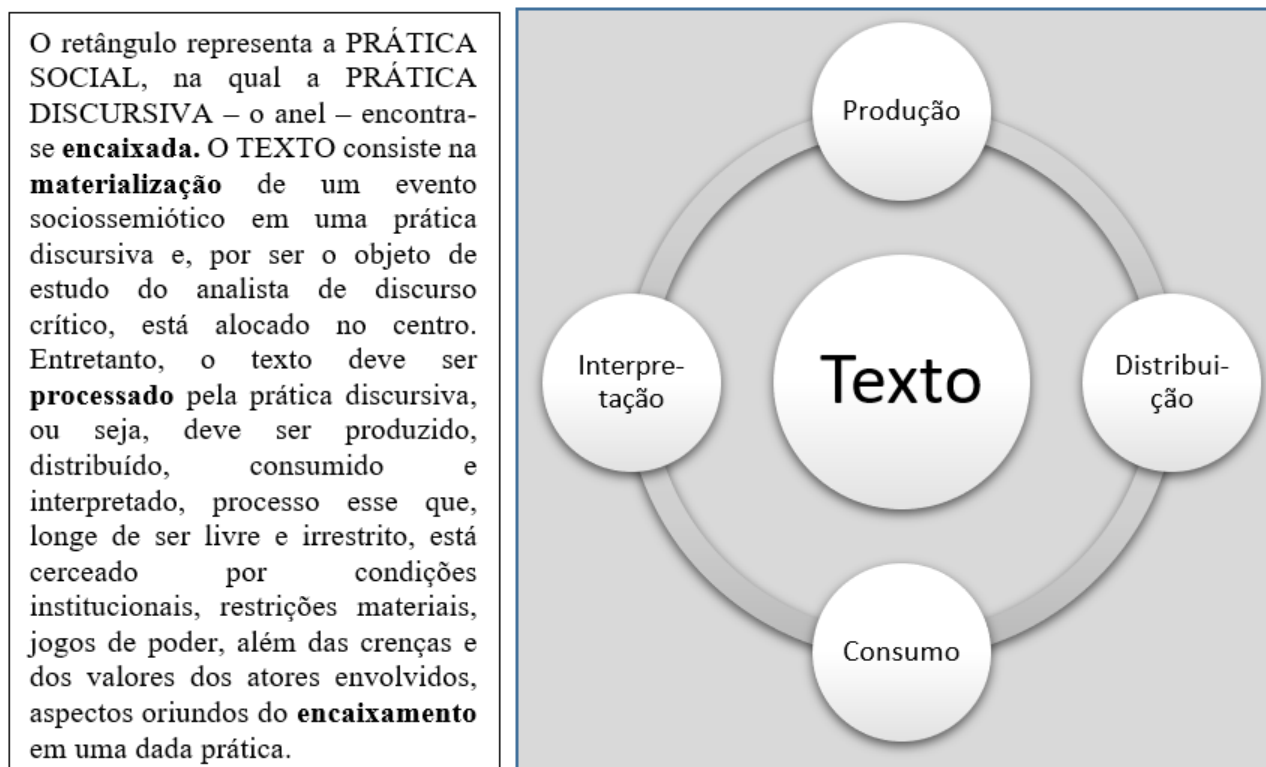 O retângulo representa a PRÁTICA
SOCIAL, na qual a PRÁTICA
DISCURSIVA – o anel – encontra-
se encaixada. O TEXTO consiste na
materialização de um evento
sociossemiótico em uma prática
discursiva e, por ser o objeto de
estudo do analista de discurso
crítico, está alocado no centro.
Entretanto, o texto deve ser
processado pela prática discursiva,
ou seja, deve ser produzido,
distribuído, consumido e
interpretado, processo esse que,
longe de ser livre e irrestrito, está
cerceado por condições
institucionais, restrições materiais,
jogos de poder, além das crenças e
dos valores dos atores envolvidos,
aspectos oriundos do encaixamento
em uma dada prática.
Produção
Interpre-
tação
Texto
Distribui-
ção
Consumo